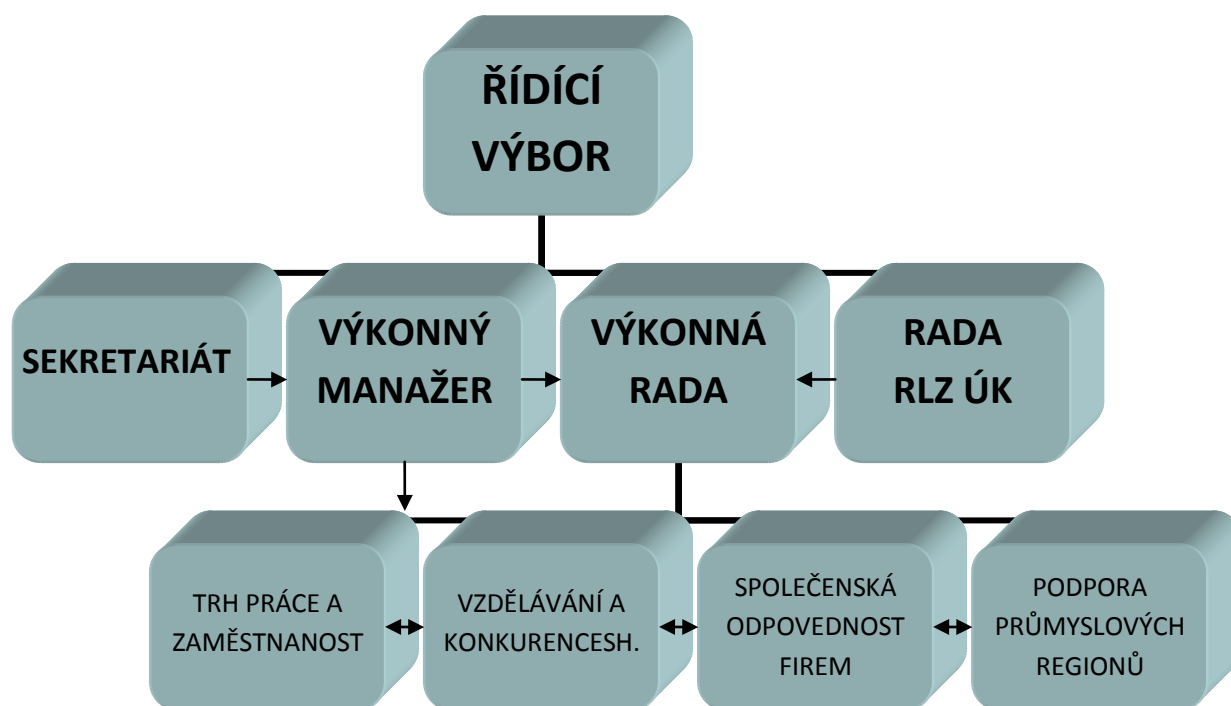 ŘÍDÍCÍ
VÝBOR
SEKRETARIÁT
VÝKONNÝ
MANAŽER
VÝKONNÁ
RADA
RADA
RLZ ÚK
TRH PRÁCE A
ZAMĚSTNANOST
VZDĚLÁVÁNÍ A
KONKURENCESH.
SPOLEČENSKÁ
ODPOVEDNOST
FIREM
PODPORA
PRŮMYSLOVÝCH
REGIONŮ